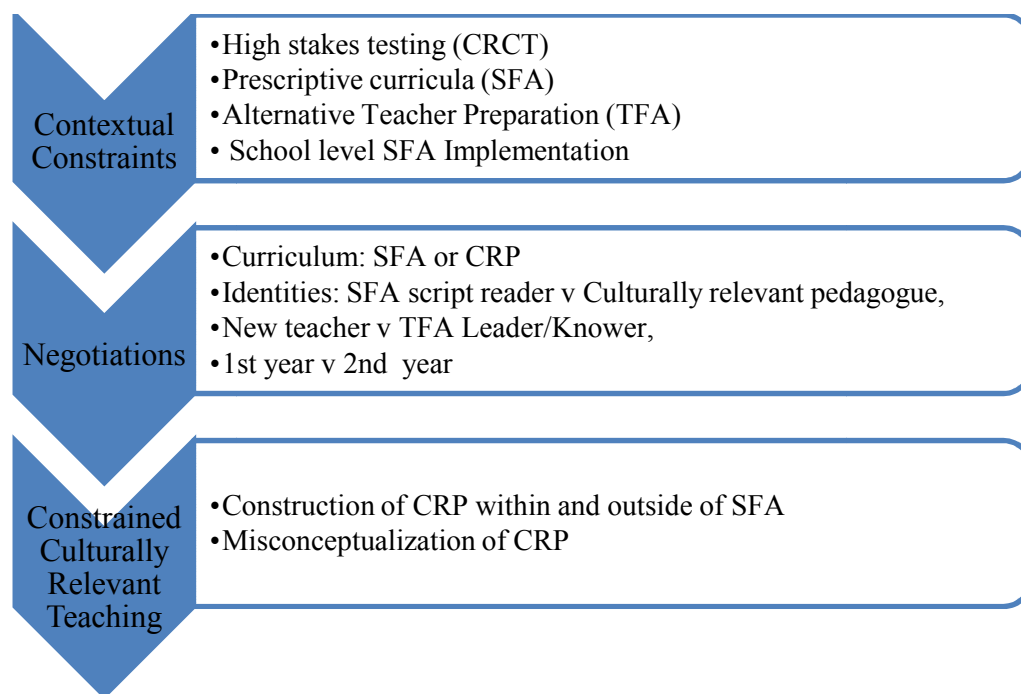 Contextual
Constraints
•High stakes testing (CRCT)
•Prescriptive curricula (SFA)
•Alternative Teacher Preparation (TFA)
• School level SFA Implementation
Negotiations
•Curriculum: SFA or CRP
•Identities: SFA script reader v Culturally relevant pedagogue,
•New teacher v TFA Leader/Knower,
•1st year v 2nd  year
Constrained
Culturally
Relevant
Teaching
•Construction of CRP within and outside of SFA
•Misconceptualization of CRP